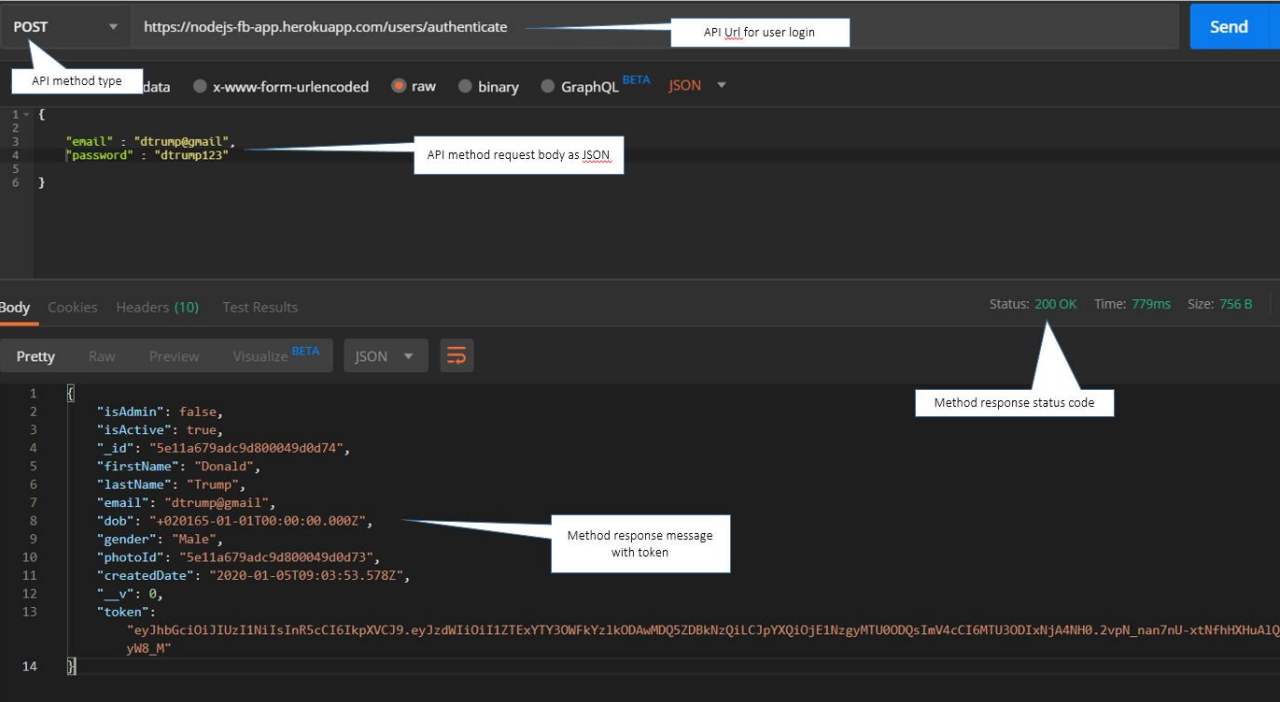 POST
https://nodejs-fb-app.herokuapp.com/users/authenticate
API Url for user login
Send
API method type
data
x-www-form-urlencoded
raw
binary
GraphQL BETA
JSON
1 {
2
3 "email" : "dtrump@gmail",
4 "password" : "dtrump123"
5
6 }
API method request body as JSON
Body Cookies Headers (10) Test Results
Status: 200 OK Time: 779ms Size: 756 B
Pretty Raw Preview Visualize BETA JSON
Method response status code
1 {
2 "isAdmin": false,
3 "isActive": true,
4 "_id": "5e11a679adc9d800049d0d74",
5 "firstName": "Donald",
6 "lastName": "Trump",
7 "email": "dtrump@gmail",
8 "dob": "+020165-01-01T00:00:00.000Z",
9 "gender": "Male",
10 "photoId": "5e11a679adc9d800049d0d73",
11 "createdDate": "2020-01-05T09:03:53.578Z",
12 "__v": 0,
13 "token":
"eyJhbGciOiJIUzI1NiIsInR5cCI6IkpXVCJ9.eyJzdWIiOiI1ZTExYTY3OWFkYzlkODAwMDQ5ZDBkNzQiLCJpYXQiOjE1NzgyMTU0ODQsImV4cCI6MTU3ODIxNjA4NH0.2vpN_nan7nU-xtNfhHXHuAlQ
yW8_M"
14 }
Method response message
with token